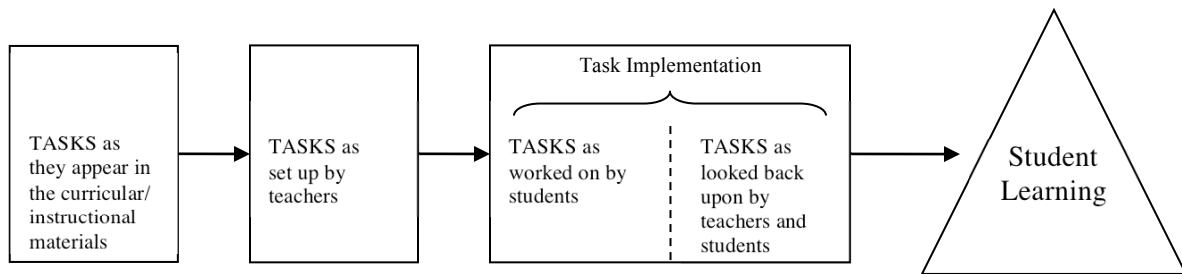 TASKS as
they appear in
the curricular/
instructional
materials
TASKS as
set up by
teachers
Task Implementation
TASKS as
worked on by
students
TASKS as
looked back
upon by
teachers and
students
Student
Learning